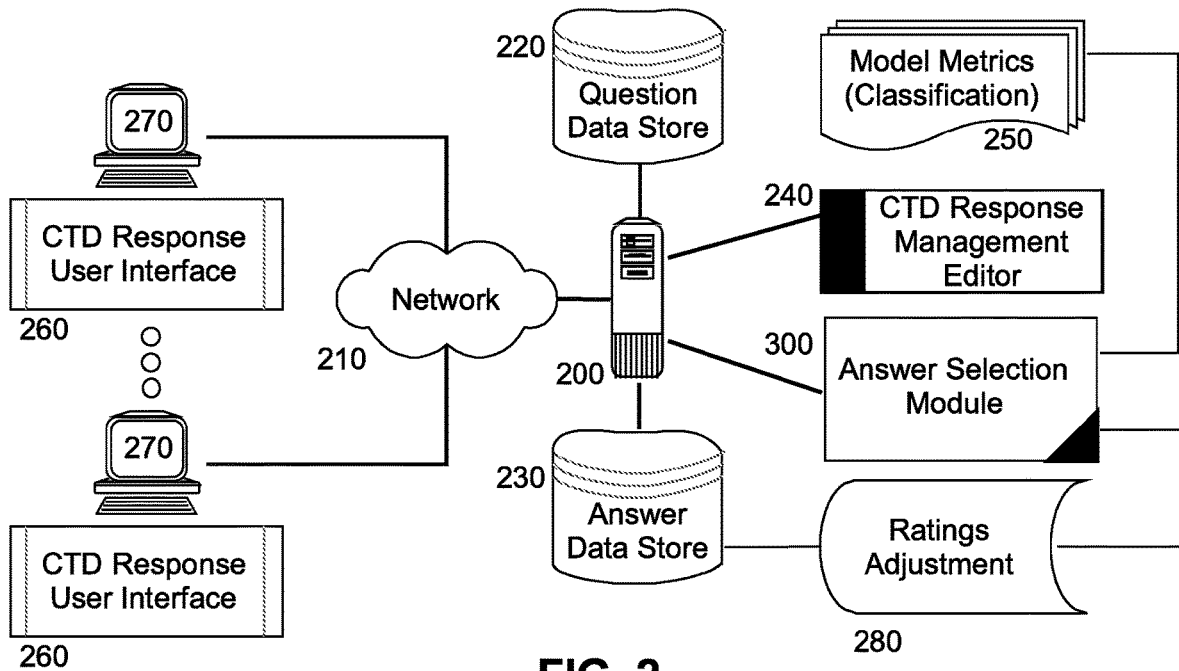 220
Question
Data Store
Model Metrics
(Classification)
250
270
CTD Response
User Interface
260
240
CTD Response
Management
Editor
Network
210
200
300
Answer Selection
Module
270
CTD Response
User Interface
260
230
Answer
Data Store
Ratings
Adjustment
280
FIG. 2